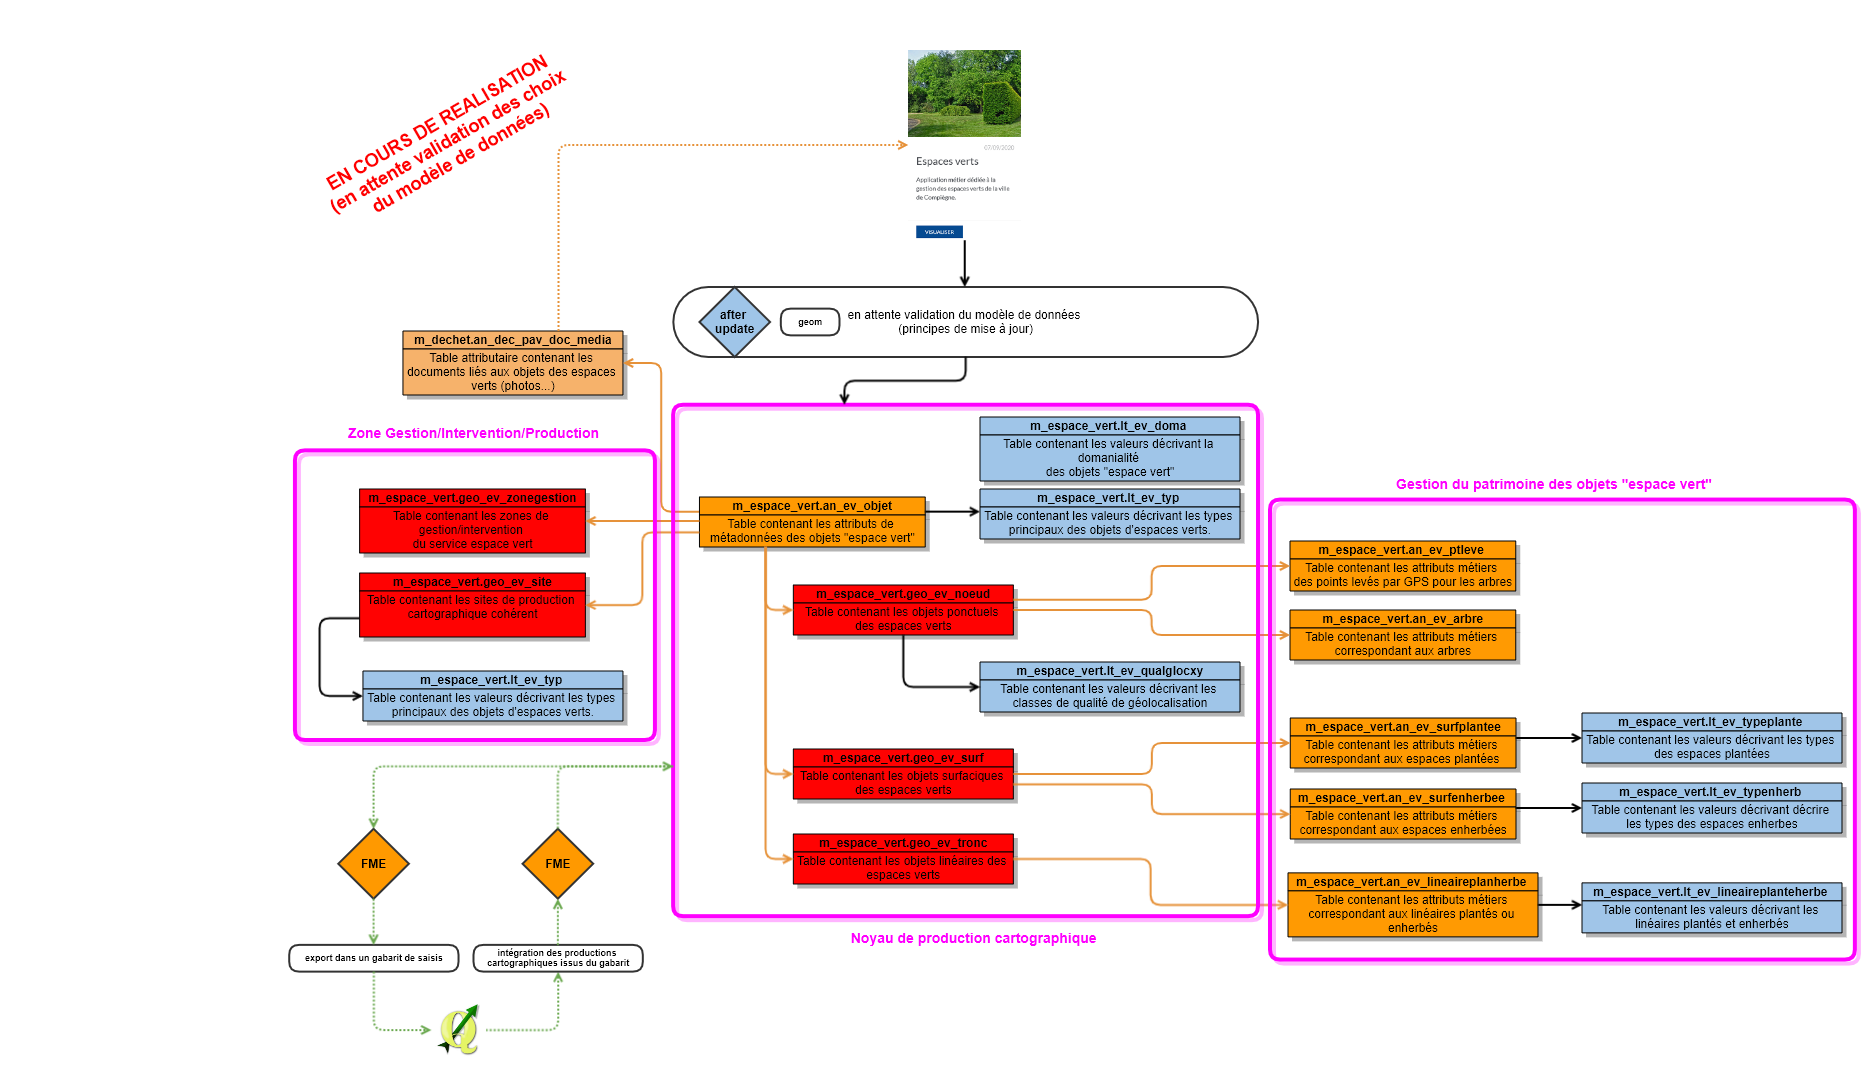 EN COURS DE REALISATION
(en attente validation des choix
du modèle de données)
07/09/2020
Espaces verts
Application métier dédiée à la
gestion des espaces verts de la ville
de Compiègne.
VISUALISER
after
update
geom
en attente validation du modèle de données
(principes de mise à jour)
m_dechet.an_dec_pav_doc_media
Table attributaire contenant les
documents liés aux objets des espaces
verts (photos...)
Zone Gestion/Intervention/Production
m_espace_vert.geo_ev_zonegestion
Table contenant les zones de
gestion/intervention
du service espace vert
m_espace_vert.geo_ev_site
Table contenant les sites de production
cartographique cohérent
m_espace_vert.lt_ev_typ
Table contenant les valeurs décrivant les types
principaux des objets d'espaces verts.
m_espace_vert.lt_ev_doma
Table contenant les valeurs décrivant la
domanialité
des objets "espace vert"
m_espace_vert.an_ev_objet
Table contenant les attributs de
métadonnées des objets "espace vert"
m_espace_vert.lt_ev_typ
Table contenant les valeurs décrivant les types
principaux des objets d'espaces verts.
m_espace_vert.geo_ev_noeud
Table contenant les objets ponctuels
des espaces verts
m_espace_vert.lt_ev_qualglocxy
Table contenant les valeurs décrivant les
classes de qualité de géolocalisation
m_espace_vert.geo_ev_surf
Table contenant les objets surfaciques
des espaces verts
m_espace_vert.geo_ev_tronc
Table contenant les objets linéaires des
espaces verts
Noyau de production cartographique
Gestion du patrimoine des objets "espace vert"
m_espace_vert.an_ev_ptleve
Table contenant les attributs métiers
des points levés par GPS pour les arbres
m_espace_vert.an_ev_arbre
Table contenant les attributs métiers
correspondant aux arbres
m_espace_vert.an_ev_surfplantee
Table contenant les attributs métiers
correspondant aux espaces plantées
m_espace_vert.lt_ev_typeplante
Table contenant les valeurs décrivant les types
des espaces plantées
m_espace_vert.an_ev_surfenherbee
Table contenant les attributs métiers
correspondant aux espaces enherbées
m_espace_vert.lt_ev_typenherb
Table contenant les valeurs décrivant décrire
les types des espaces enherbes
m_espace_vert.an_ev_lineaireplanherbe
Table contenant les attributs métiers
correspondant aux linéaires plantés ou
enherbés
m_espace_vert.lt_ev_lineaireplanteherbe
Table contenant les valeurs décrivant les
linéaires plantés et enherbés
FME
FME
export dans un gabarit de saisis
intégration des productions
cartographiques issus du gabarit